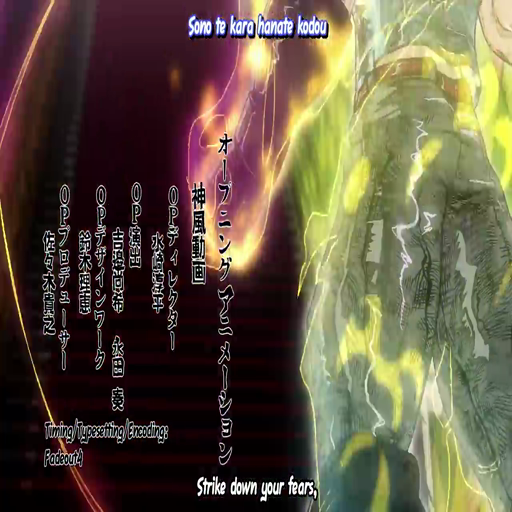 Sono te kara hanate kodou
オープニングアニメーション
神風動画
OPディレクター
水崎淳平
OP演出
吉邉尚希 永田 奏
OPデザインワーク
鈴木理恵
OPプロデューサー
佐々木貴之
Timing/Typesetting/Encoding:
Fadeout4
Strike down your fears,